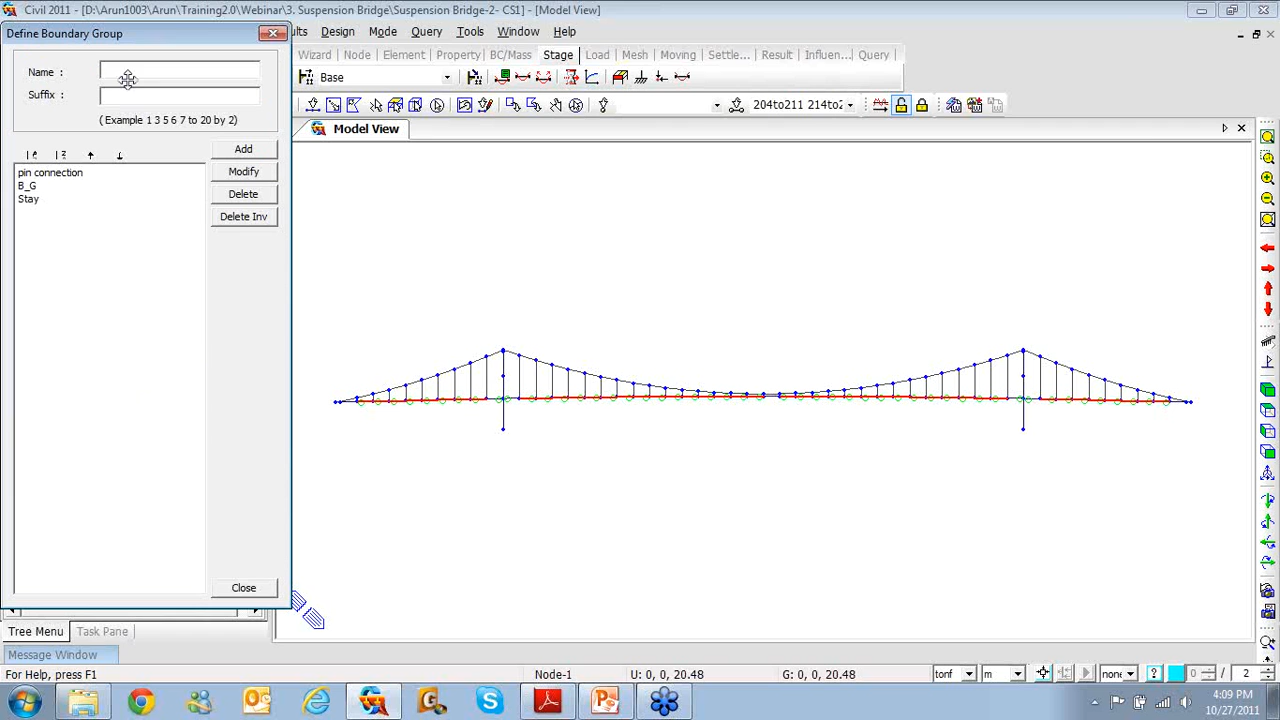 Civil 2011 - [D:\Arun1003\Arun\Training2.0\Webinar\3. Suspension Bridge\Suspension Bridge-2- CS1] - [Model View]
Define Boundary Group
ults Design Mode Query Tools Window Help
Wizard Node Element Property BC/Mass Stage Load Mesh Moving Settle... Result Influen... Query
Name :
Base
Suffix :
204to211 214to2
( Example 1 3 5 6 7 to 20 by 2)
Model View
Add
pin connection
Modify
B_G
Delete
Stay
Delete Inv
Close
Tree Menu Task Pane
Message Window
For Help, press F1
Node-1
U: 0, 0, 20.48
G: 0, 0, 20.48
tonf
m
none
?
0
/
2
4:09 PM
10/27/2011